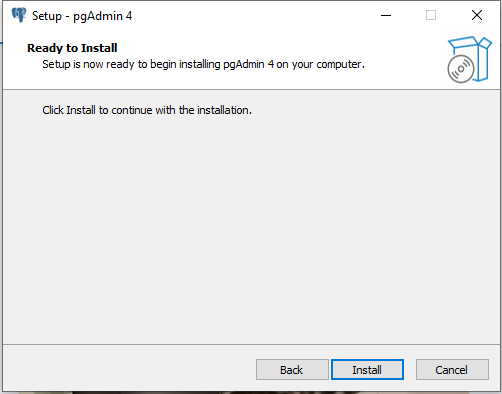 Setup - pgAdmin 4
Ready to Install
Setup is now ready to begin installing pgAdmin 4 on your computer.
Click Install to continue with the installation.
Back
Install
Cancel